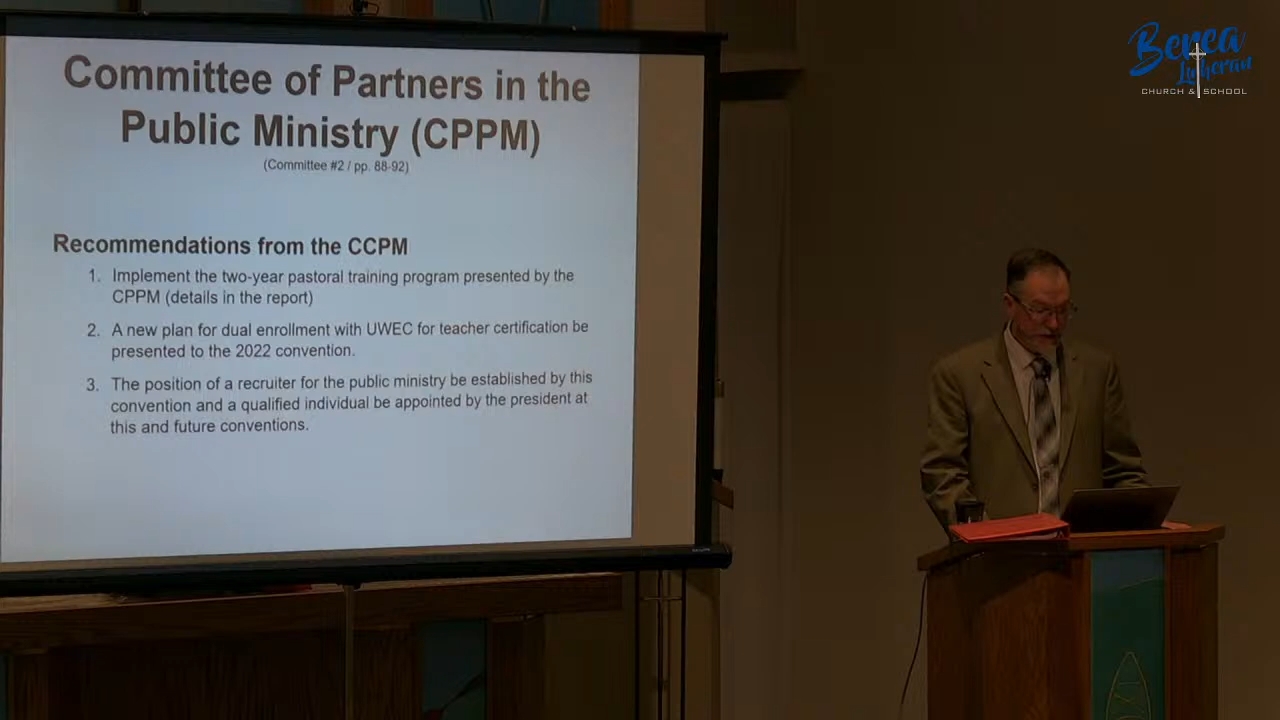 Committee of Partners in the
Public Ministry (CPPM)
(Committee #2 / pp. 88-92)
Recommendations from the CCPM
1. Implement the two-year pastoral training program presented by the
CPPM (details in the report)
2. A new plan for dual enrollment with UWEC for teacher certification be
presented to the 2022 convention.
3. The position of a recruiter for the public ministry be established by this
convention and a qualified individual be appointed by the president at
this and future conventions.
Berea
Lutheran
CHURCH & SCHOOL